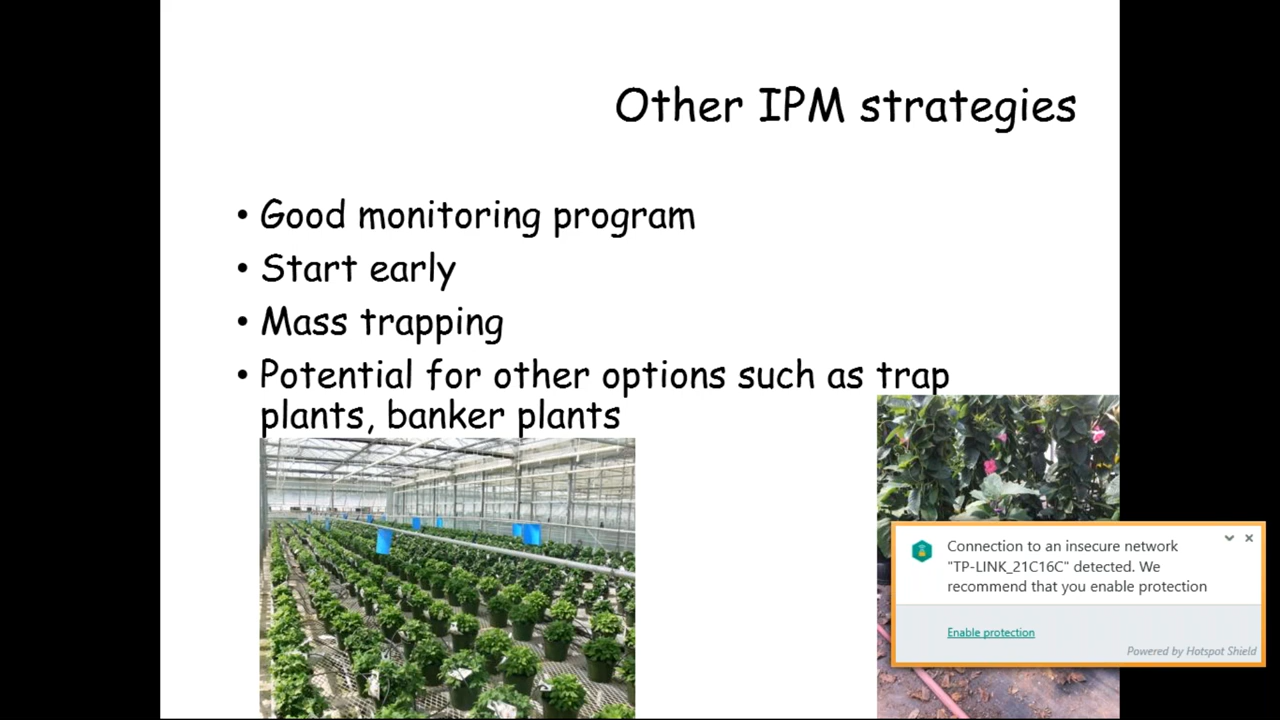 Other IPM strategies
• Good monitoring program
• Start early
• Mass trapping
• Potential for other options such as trap
plants, banker plants
Connection to an insecure network
"TP-LINK_21C16C" detected. We
recommend that you enable protection
Enable protection
Powered by Hotspot Shield